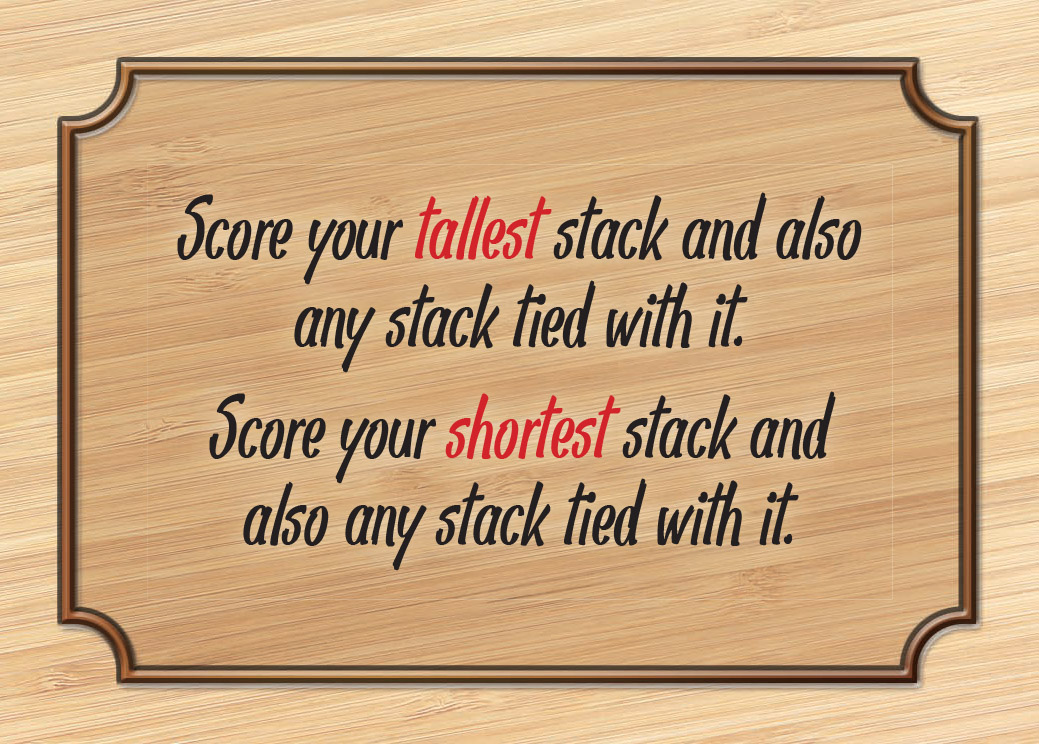 Score your tallest stack and also
any stack tied with it.
Score your shortest stack and
also any stack tied with it.